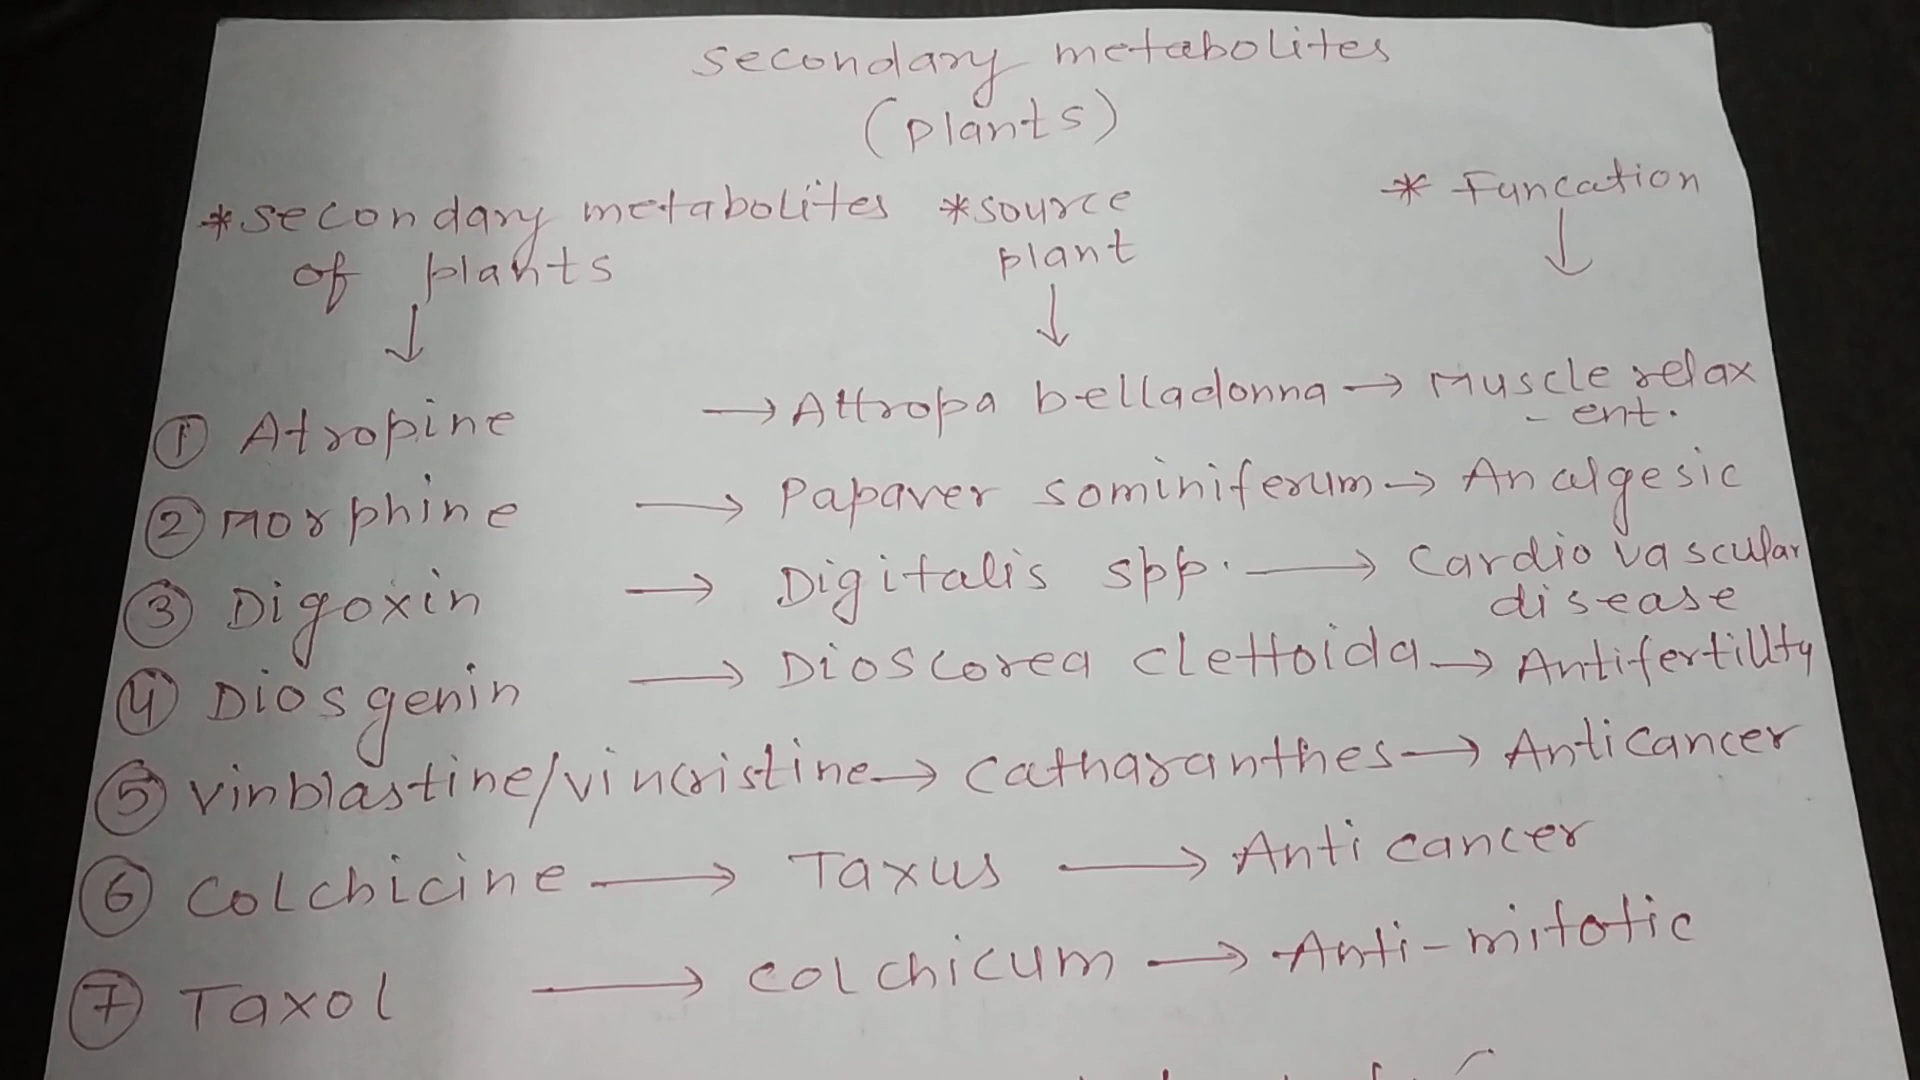 secondary metabolites
(plants)
*secondary metabolites *source * Funcation
of plants plant
↓ ↓ ↓
① Atropine → Attropa belladonna → Muscle relax
- ent.
② Morphine → Papaver sominiferum → Analgesic
③ Digoxin → Digitalis spp. → Cardio vascular
disease
④ Diosgenin → Dioscorea clettoida → Antifertillty
⑤ vinblastine/vincristine → catharanthes → Anticancer
⑥ Colchicine → Taxus → Anti cancer
⑦ Taxol → colchicum → Anti-mitotic